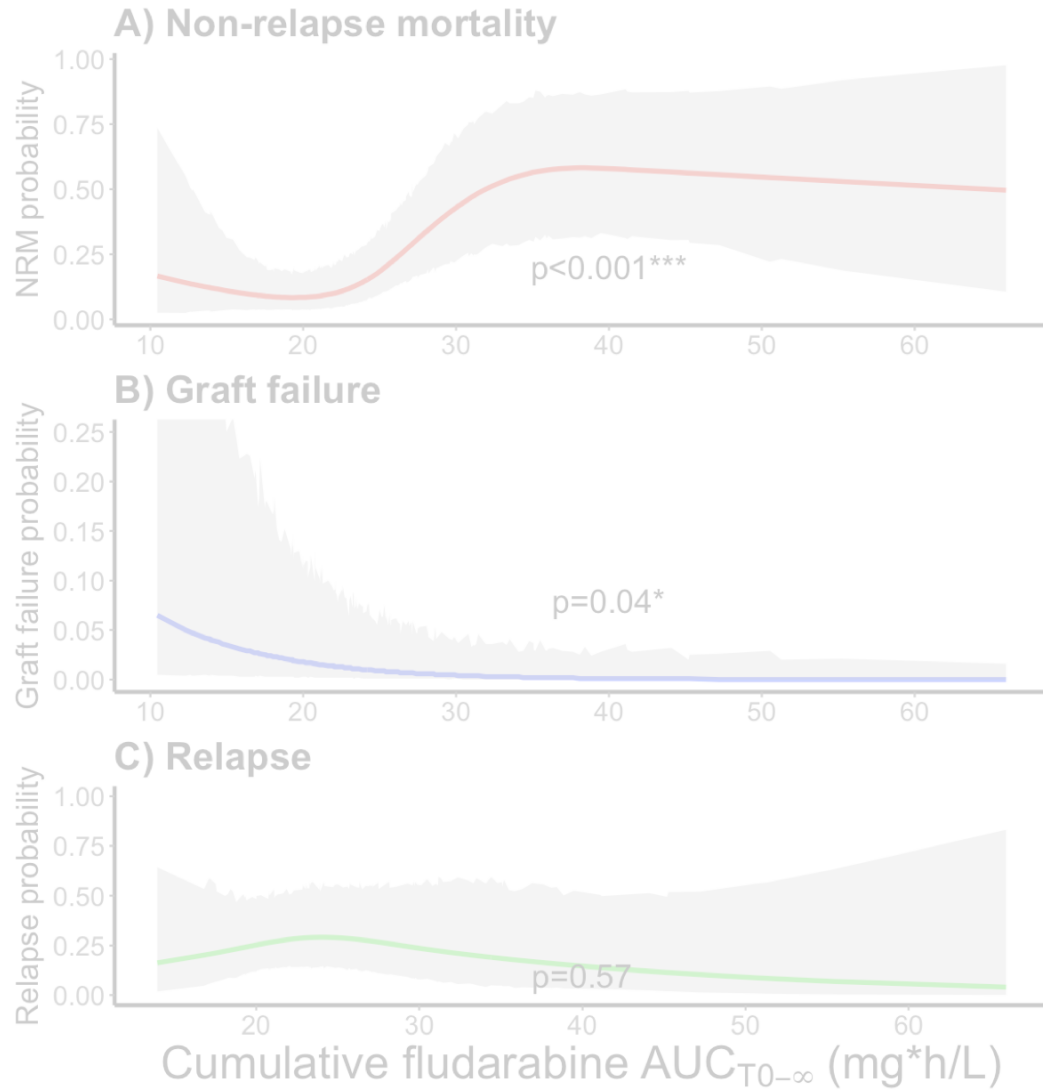 A) Non-relapse mortality
NRM probability
1.00
0.75
0.50
0.25
0.00
p<0.001***
10 20 30 40 50 60
B) Graft failure
Graft failure probability
0.25
0.20
0.15
0.10
0.05
0.00
p=0.04*
10 20 30 40 50 60
C) Relapse
Relapse probability
1.00
0.75
0.50
0.25
0.00
p=0.57
20 30 40 50 60
Cumulative fludarabine AUC_T0−∞ (mg*h/L)